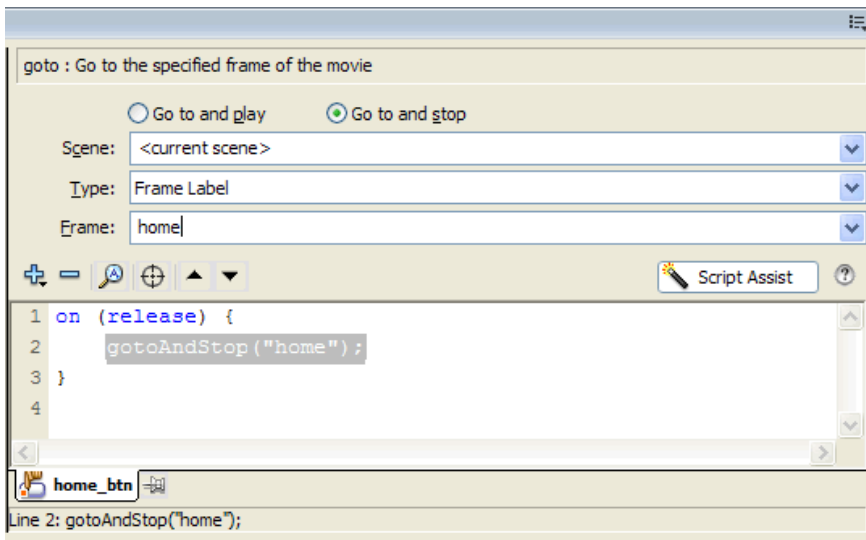 goto : Go to the specified frame of the movie
Go to and play Go to and stop
Scene: <current scene>
Type: Frame Label
Frame: home
Script Assist
1 on (release) {
2 gotoAndStop("home");
3 }
4
home_btn
Line 2: gotoAndStop("home");